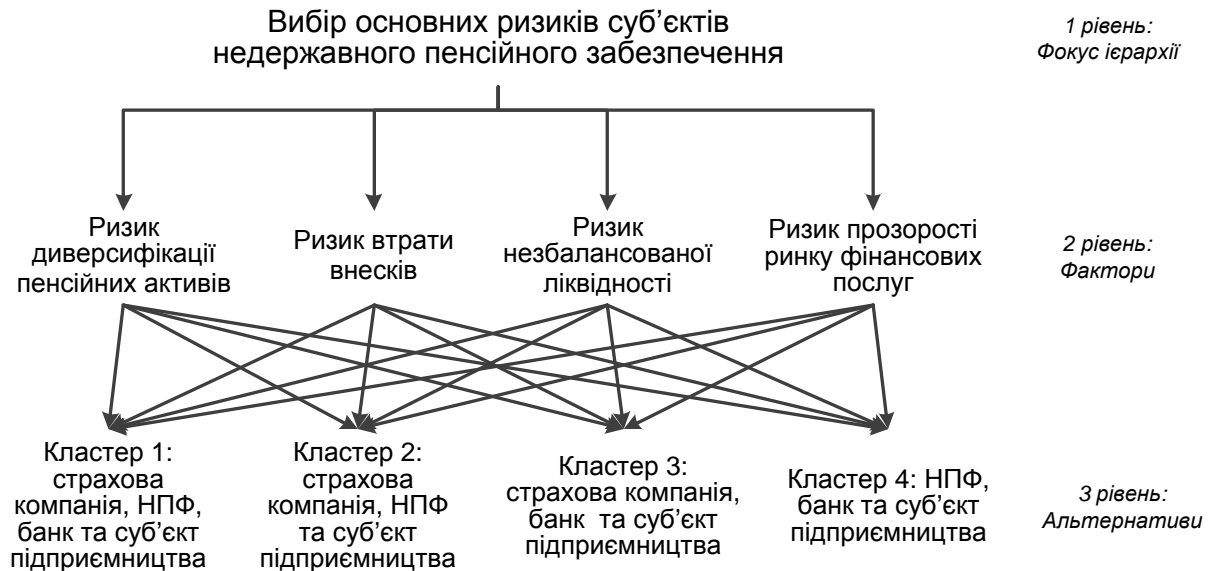 Вибір основних ризиків суб’єктів
недержавного пенсійного забезпечення
1 рівень:
Фокус ієрархії
Ризик
диверсифікації
пенсійних активів
Ризик втрати
внесків
Ризик
незбалансованої
ліквідності
Ризик прозорості
ринку фінансових
послуг
2 рівень:
Фактори
Кластер 1:
страхова
компанія, НПФ,
банк та суб’єкт
підприємництва
Кластер 2:
страхова
компанія, НПФ
та суб’єкт
підприємництва
Кластер 3:
страхова компанія,
банк та суб’єкт
підприємництва
Кластер 4: НПФ,
банк та суб’єкт
підприємництва
3 рівень:
Альтернативи